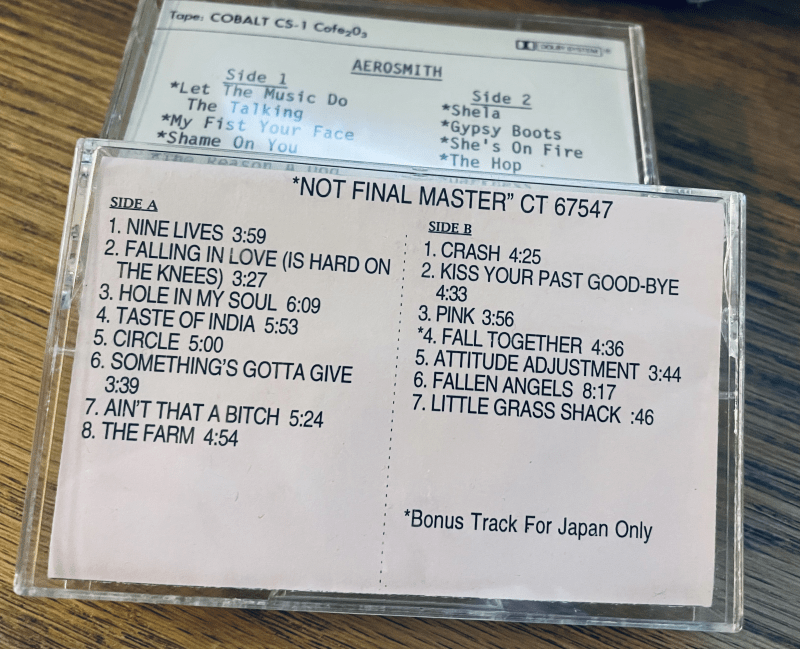 Tape: COBALT CS-1 Cofe₂O₃
DOLBY SYSTEM
AEROSMITH
Side 1
*Let The Music Do
The Talking
*My Fist Your Face
*Shame On You
Side 2
*Shela
*Gypsy Boots
*She's On Fire
*The Hop
*NOT FINAL MASTER” CT 67547
SIDE A
1. NINE LIVES 3:59
2. FALLING IN LOVE (IS HARD ON
THE KNEES) 3:27
3. HOLE IN MY SOUL 6:09
4. TASTE OF INDIA 5:53
5. CIRCLE 5:00
6. SOMETHING'S GOTTA GIVE
3:39
7. AIN'T THAT A BITCH 5:24
8. THE FARM 4:54
SIDE B
1. CRASH 4:25
2. KISS YOUR PAST GOOD-BYE
4:33
3. PINK 3:56
*4. FALL TOGETHER 4:36
5. ATTITUDE ADJUSTMENT 3:44
6. FALLEN ANGELS 8:17
7. LITTLE GRASS SHACK :46
*Bonus Track For Japan Only